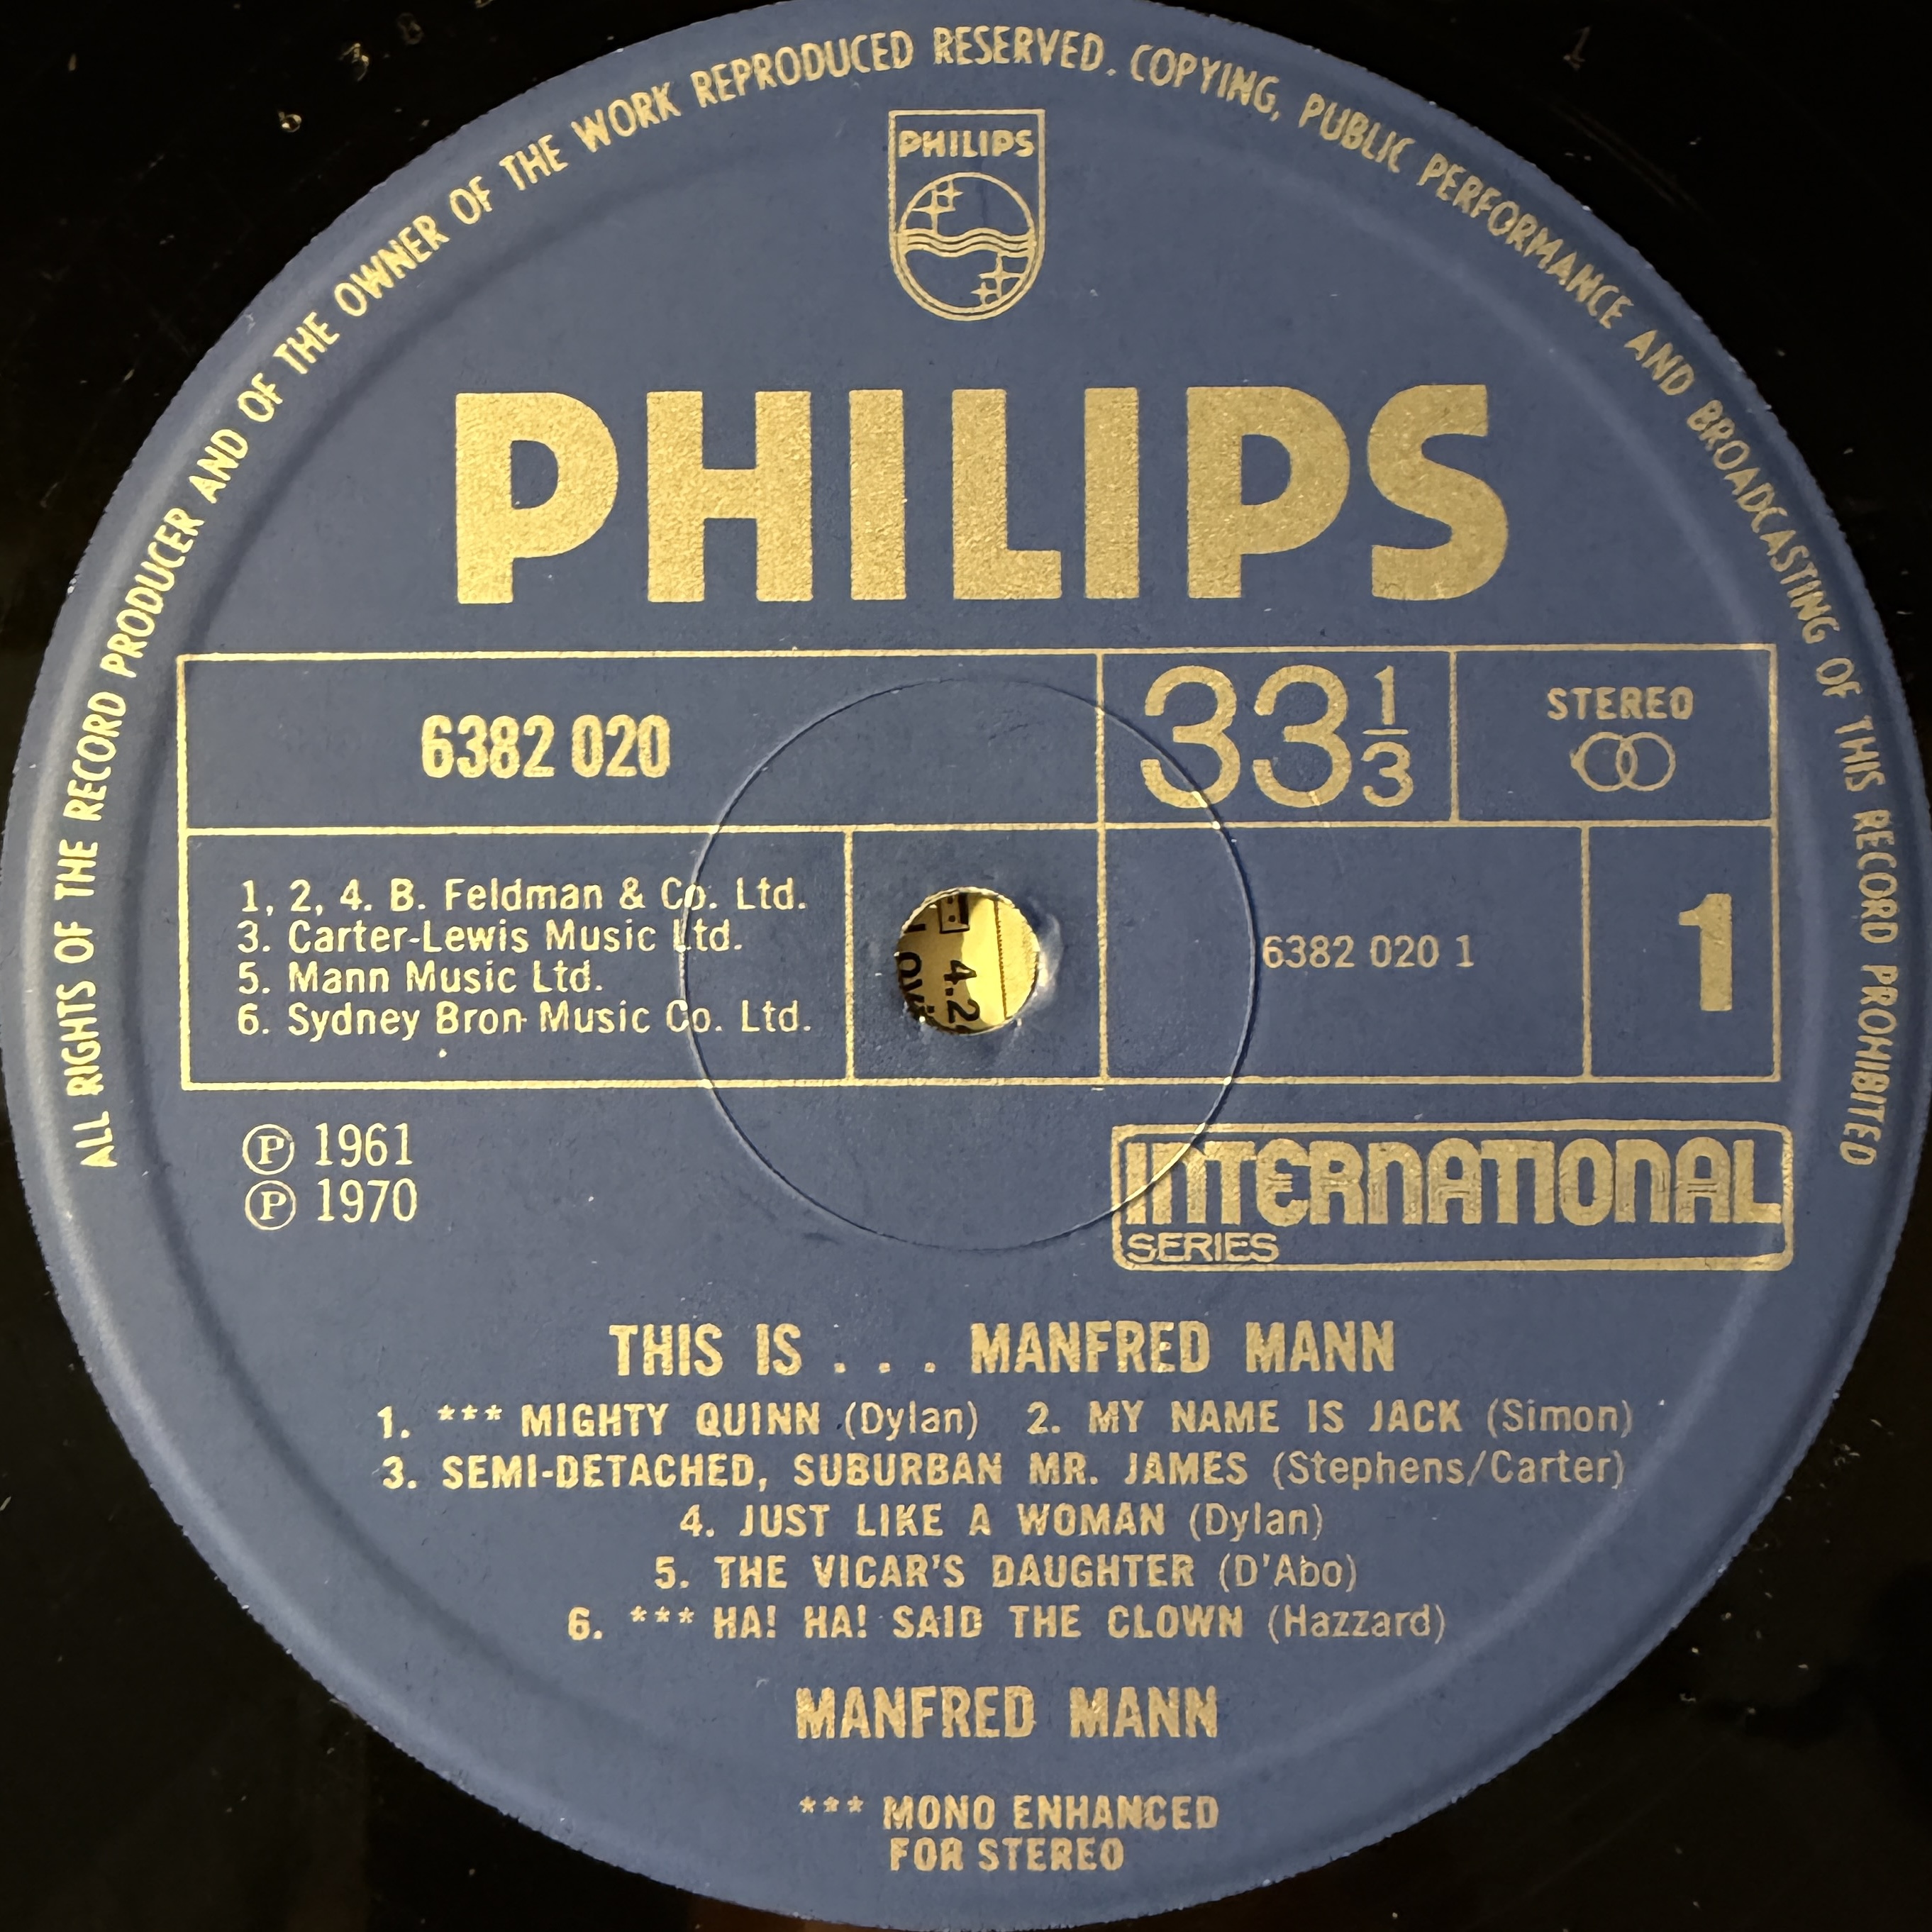 ALL RIGHTS OF THE RECORD PRODUCER AND OF THE OWNER OF THE WORK REPRODUCED RESERVED. COPYING, PUBLIC PERFORMANCE AND BROADCASTING OF THIS RECORD PROHIBITED
PHILIPS
PHILIPS
6382 020
33 1/3
STEREO
1, 2, 4. B. Feldman & Co. Ltd.
3. Carter-Lewis Music Ltd.
5. Mann Music Ltd.
6. Sydney Bron Music Co. Ltd.
6382 020 1
1
℗ 1961
℗ 1970
INTERNATIONAL
SERIES
THIS IS . . . MANFRED MANN
1. *** MIGHTY QUINN (Dylan) 2. MY NAME IS JACK (Simon)
3. SEMI-DETACHED, SUBURBAN MR. JAMES (Stephens/Carter)
4. JUST LIKE A WOMAN (Dylan)
5. THE VICAR'S DAUGHTER (D'Abo)
6. *** HA! HA! SAID THE CLOWN (Hazzard)
MANFRED MANN
*** MONO ENHANCED
FOR STEREO